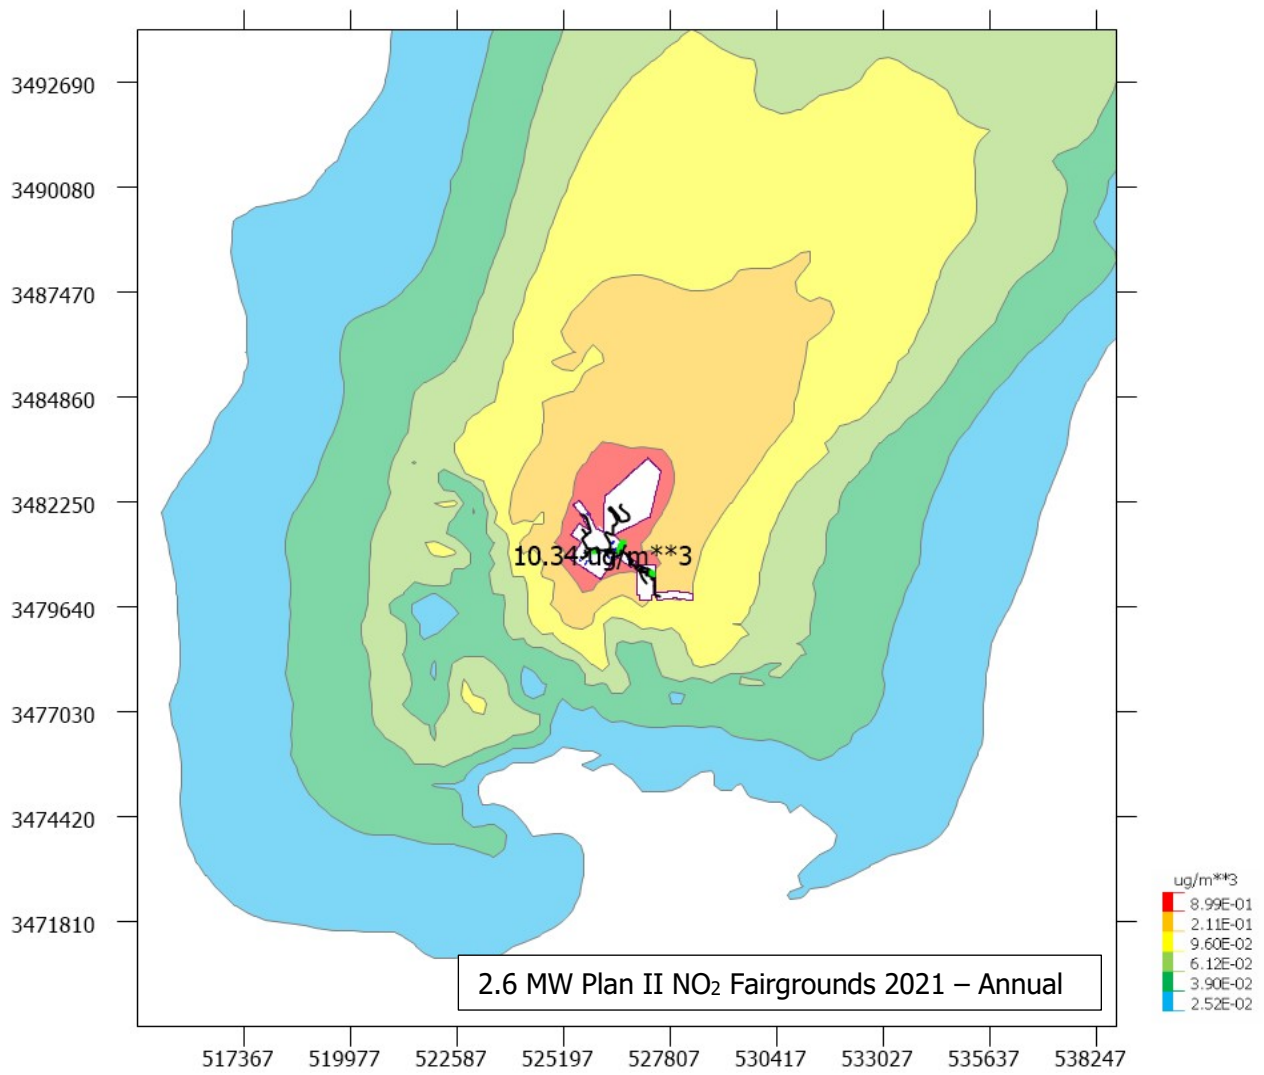 3492690
3490080
3487470
3484860
3482250
10.34 ug/m**3
3479640
3477030
3474420
3471810
ug/m**3
8.99E-01
2.11E-01
9.60E-02
6.12E-02
3.90E-02
2.52E-02
2.6 MW Plan II NO₂ Fairgrounds 2021 – Annual
517367 519977 522587 525197 527807 530417 533027 535637 538247